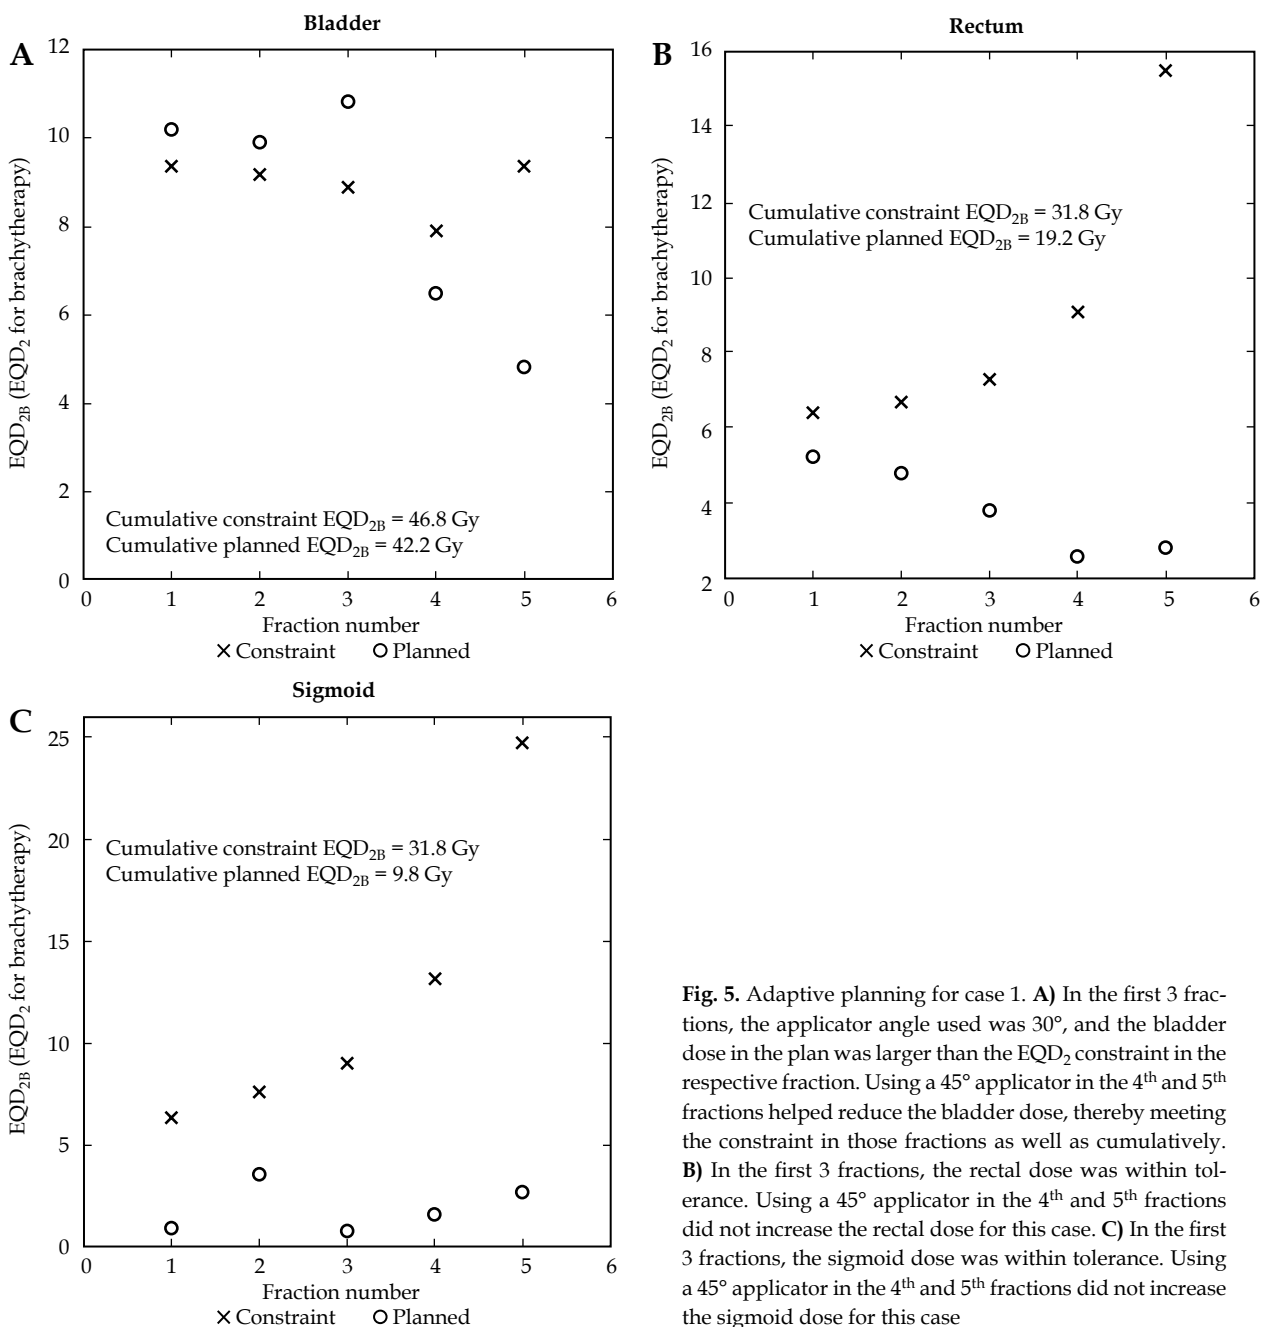 Bladder
A
12
10
8
6
4
2
0
EQD2B (EQD2 for brachytherapy)
Cumulative constraint EQD2B = 46.8 Gy
Cumulative planned EQD2B = 42.2 Gy
0 1 2 3 4 5 6
Fraction number
× Constraint O Planned
Rectum
B
16
14
12
10
8
6
4
2
EQD2B (EQD2 for brachytherapy)
Cumulative constraint EQD2B = 31.8 Gy
Cumulative planned EQD2B = 19.2 Gy
0 1 2 3 4 5 6
Fraction number
× Constraint O Planned
Sigmoid
C
25
20
15
10
5
0
EQD2B (EQD2 for brachytherapy)
Cumulative constraint EQD2B = 31.8 Gy
Cumulative planned EQD2B = 9.8 Gy
0 1 2 3 4 5 6
Fraction number
× Constraint O Planned
Fig. 5. Adaptive planning for case 1. A) In the first 3 frac-
tions, the applicator angle used was 30°, and the bladder
dose in the plan was larger than the EQD2 constraint in the
respective fraction. Using a 45° applicator in the 4th and 5th
fractions helped reduce the bladder dose, thereby meeting
the constraint in those fractions as well as cumulatively.
B) In the first 3 fractions, the rectal dose was within tol-
erance. Using a 45° applicator in the 4th and 5th fractions
did not increase the rectal dose for this case. C) In the first
3 fractions, the sigmoid dose was within tolerance. Using
a 45° applicator in the 4th and 5th fractions did not increase
the sigmoid dose for this case